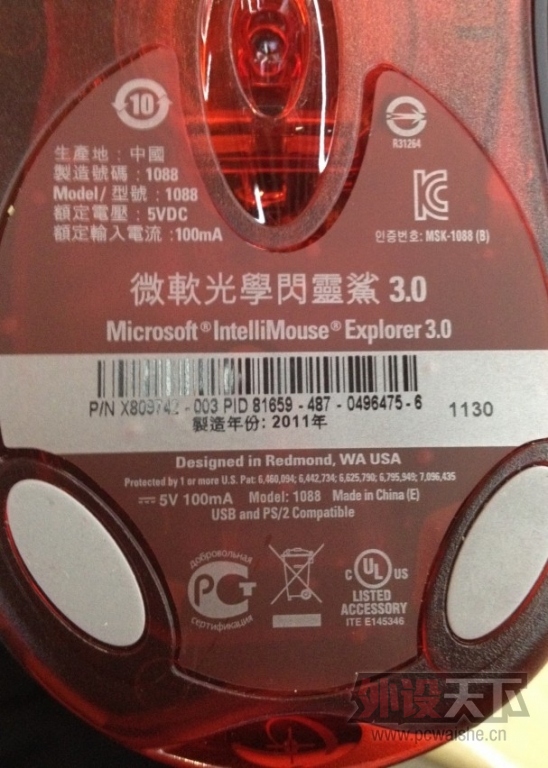 10
R31264
生產地：中國
製造號碼：1088
Model/ 型號：1088
額定電壓：5VDC
額定輸入電流：100mA
인증번호: MSK-1088 (B)
微軟光學閃靈鯊 3.0
Microsoft® IntelliMouse® Explorer 3.0
P/N X809742 - 003 PID 81659 - 487 - 0496475 - 6
1130
製造年份: 2011年
Designed in Redmond, WA USA
Protected by 1 or more U.S. Pat: 6,460,094; 6,442,734; 6,625,790; 6,795,949; 7,096,435
5V 100mA Model: 1088 Made in China (E)
USB and PS/2 Compatible
добровольная
РСТ
сертификация
C UL US
LISTED
ACCESSORY
ITE E145346
外设天下
www.pcwaishe.cn